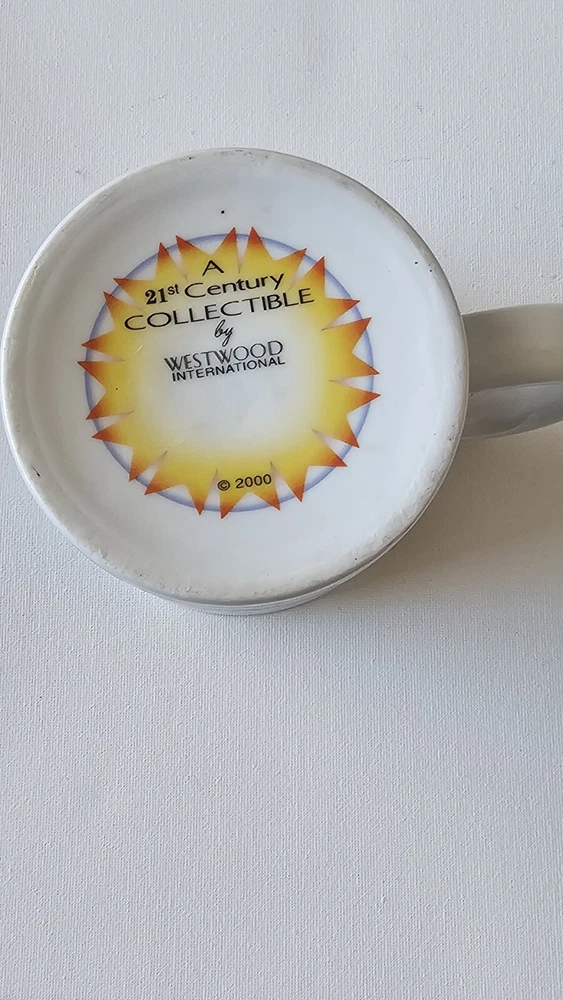 A
21st Century
COLLECTIBLE
by
WESTWOOD
INTERNATIONAL
© 2000